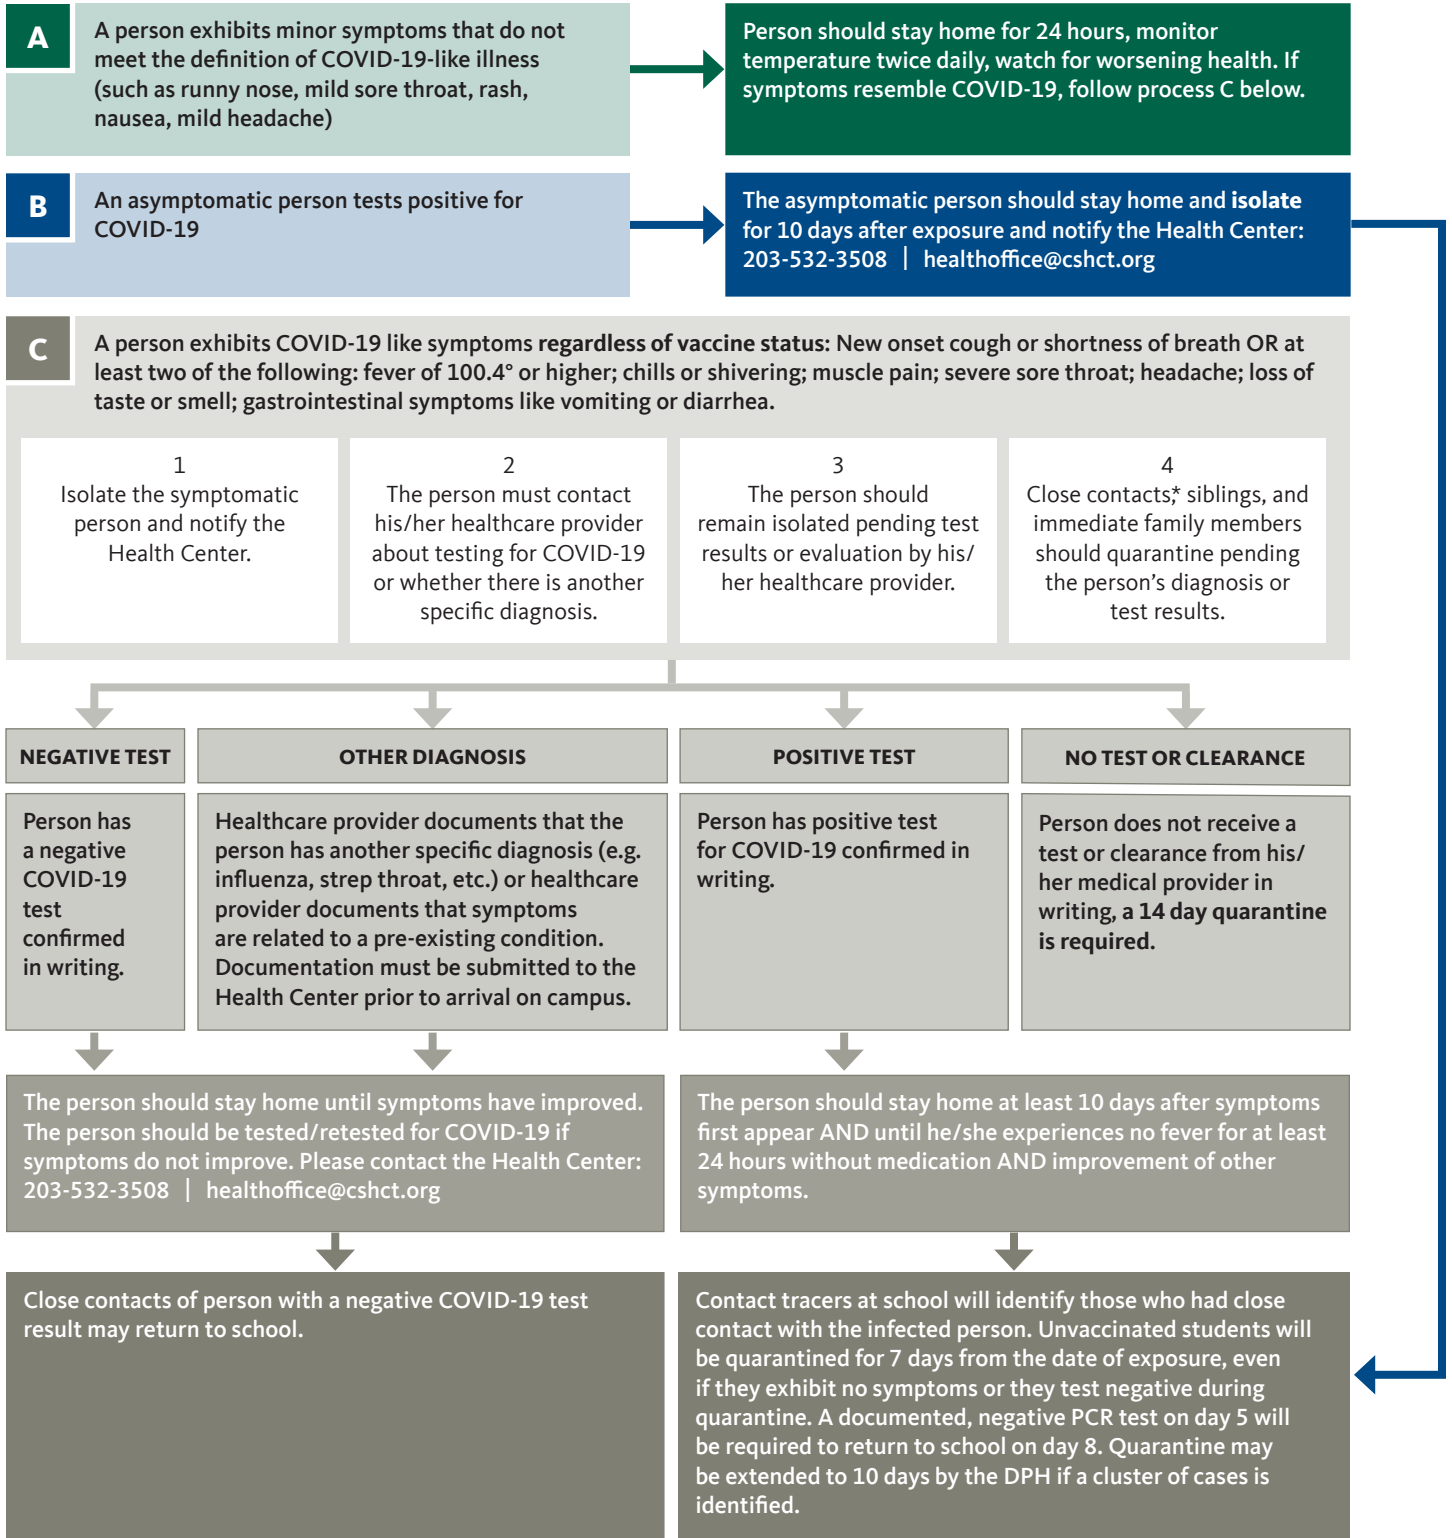 A
A person exhibits minor symptoms that do not
meet the definition of COVID-19-like illness
(such as runny nose, mild sore throat, rash,
nausea, mild headache)
Person should stay home for 24 hours, monitor
temperature twice daily, watch for worsening health. If
symptoms resemble COVID-19, follow process C below.
B
An asymptomatic person tests positive for
COVID-19
The asymptomatic person should stay home and isolate
for 10 days after exposure and notify the Health Center:
203-532-3508 | healthoffice@cshct.org
C
A person exhibits COVID-19 like symptoms regardless of vaccine status: New onset cough or shortness of breath OR at
least two of the following: fever of 100.4° or higher; chills or shivering; muscle pain; severe sore throat; headache; loss of
taste or smell; gastrointestinal symptoms like vomiting or diarrhea.
1
Isolate the symptomatic
person and notify the
Health Center.
2
The person must contact
his/her healthcare provider
about testing for COVID-19
or whether there is another
specific diagnosis.
3
The person should
remain isolated pending test
results or evaluation by his/
her healthcare provider.
4
Close contacts,* siblings, and
immediate family members
should quarantine pending
the person's diagnosis or
test results.
NEGATIVE TEST
Person has
a negative
COVID-19
test
confirmed
in writing.
OTHER DIAGNOSIS
Healthcare provider documents that the
person has another specific diagnosis (e.g.
influenza, strep throat, etc.) or healthcare
provider documents that symptoms
are related to a pre-existing condition.
Documentation must be submitted to the
Health Center prior to arrival on campus.
POSITIVE TEST
Person has positive test
for COVID-19 confirmed in
writing.
NO TEST OR CLEARANCE
Person does not receive a
test or clearance from his/
her medical provider in
writing, a 14 day quarantine
is required.
The person should stay home until symptoms have improved.
The person should be tested/retested for COVID-19 if
symptoms do not improve. Please contact the Health Center:
203-532-3508 | healthoffice@cshct.org
The person should stay home at least 10 days after symptoms
first appear AND until he/she experiences no fever for at least
24 hours without medication AND improvement of other
symptoms.
Close contacts of person with a negative COVID-19 test
result may return to school.
Contact tracers at school will identify those who had close
contact with the infected person. Unvaccinated students will
be quarantined for 7 days from the date of exposure, even
if they exhibit no symptoms or they test negative during
quarantine. A documented, negative PCR test on day 5 will
be required to return to school on day 8. Quarantine may
be extended to 10 days by the DPH if a cluster of cases is
identified.